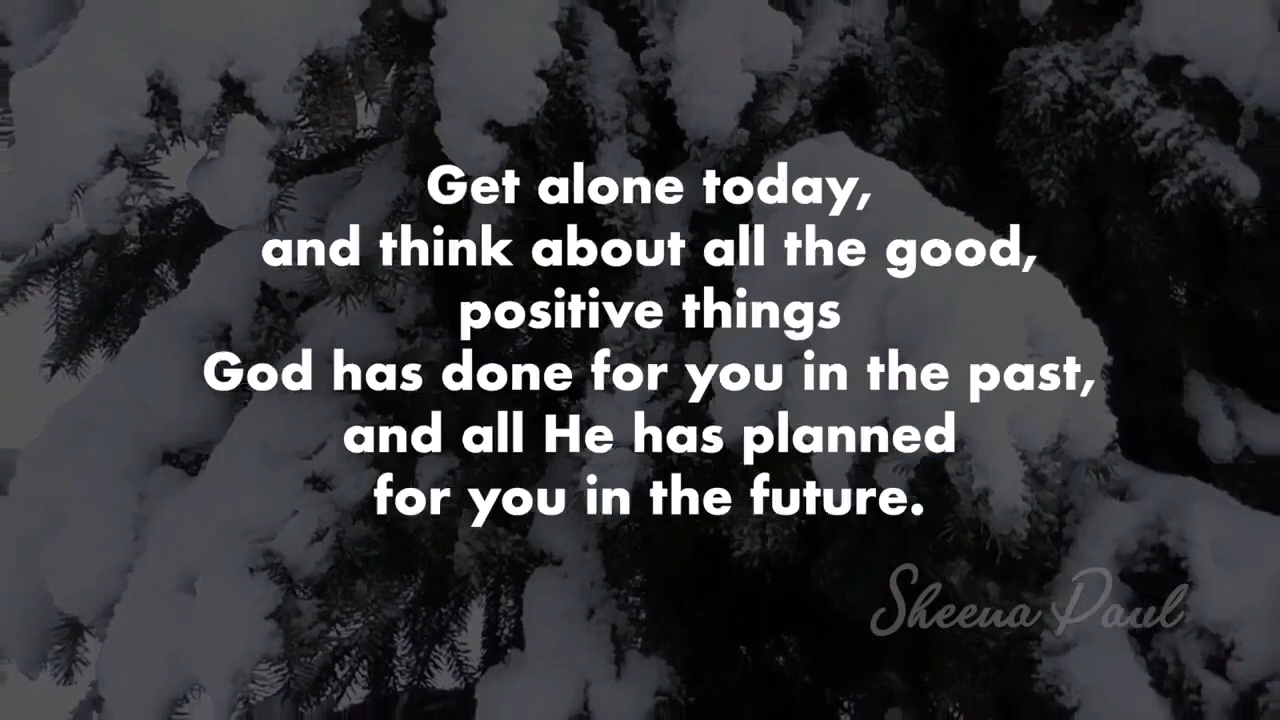 Get alone today,
and think about all the good,
positive things
God has done for you in the past,
and all He has planned
for you in the future.
Sheena Paul